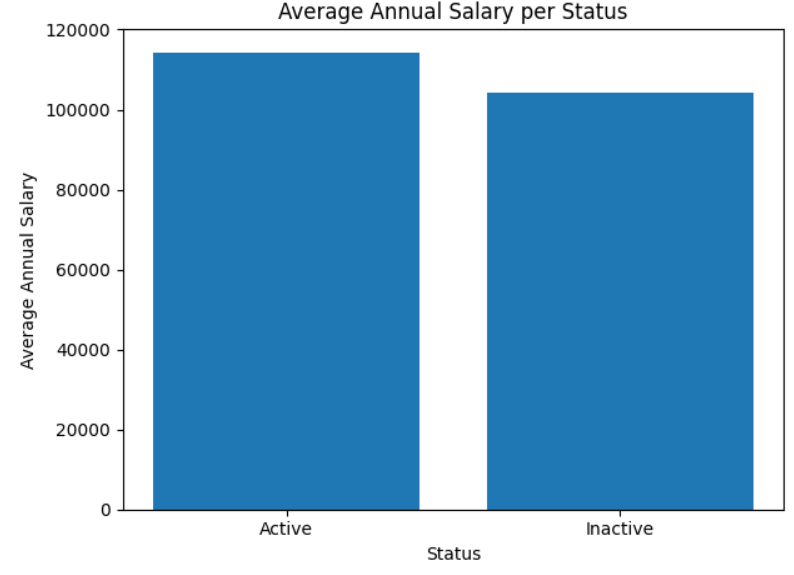 Average Annual Salary per Status
120000
100000
80000
60000
40000
20000
0
Average Annual Salary
Active
Inactive
Status